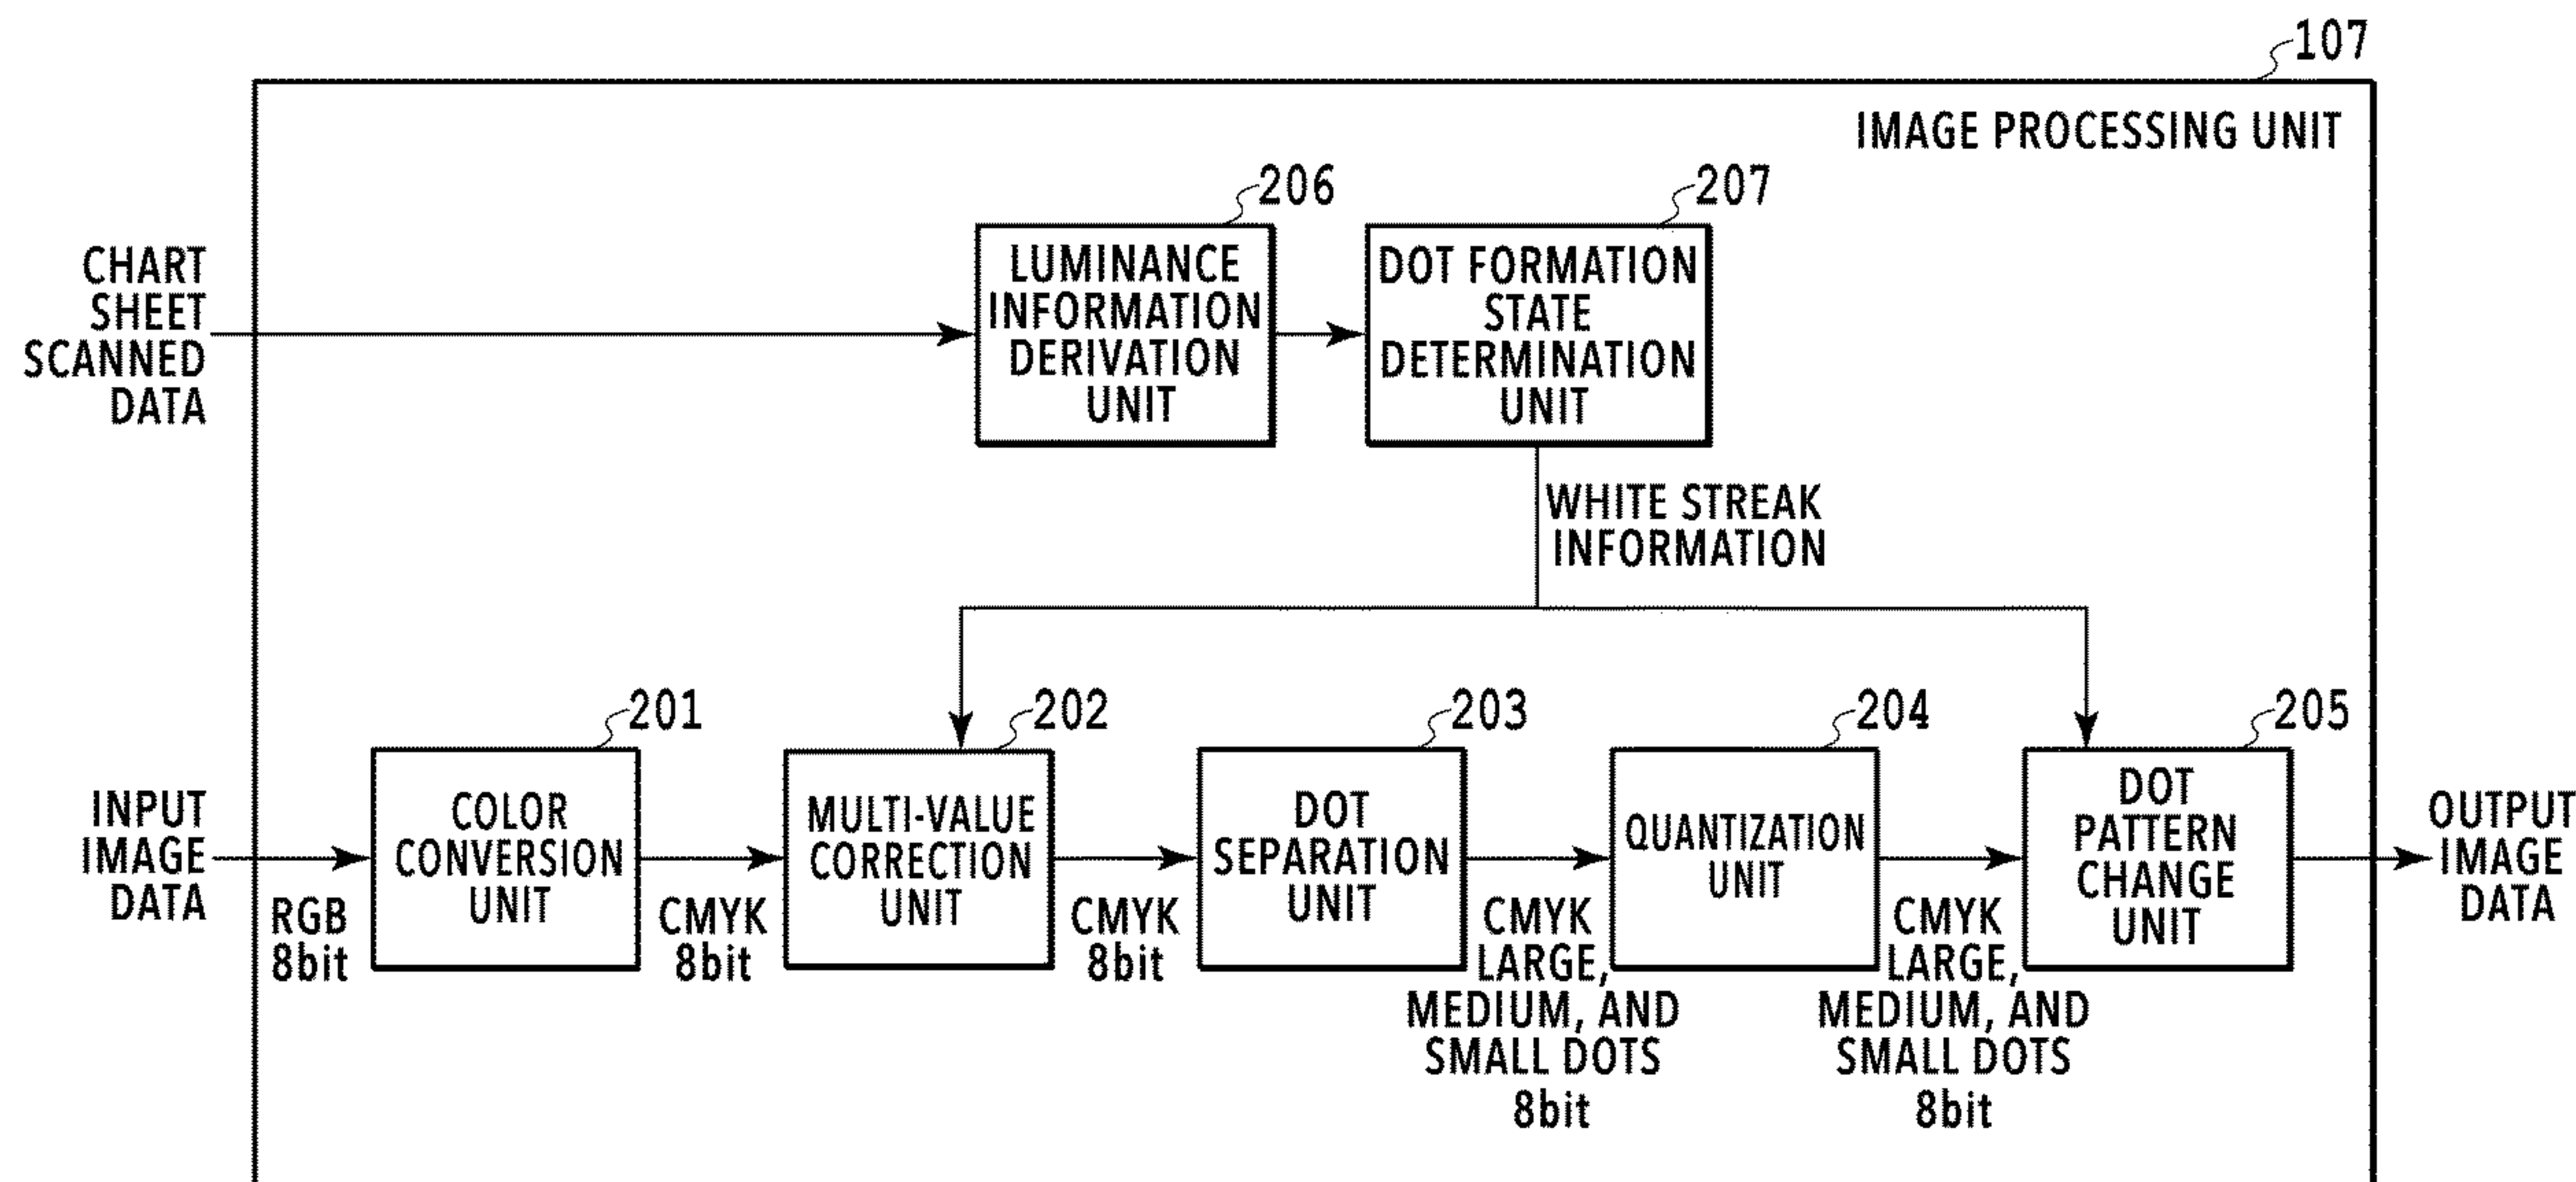 107
IMAGE PROCESSING UNIT
206
207
CHART
SHEET
SCANNED
DATA
LUMINANCE
INFORMATION
DERIVATION
UNIT
DOT FORMATION
STATE
DETERMINATION
UNIT
WHITE STREAK
INFORMATION
201
202
203
204
205
INPUT
IMAGE
DATA
RGB
8bit
COLOR
CONVERSION
UNIT
CMYK
8bit
MULTI-VALUE
CORRECTION
UNIT
CMYK
8bit
DOT
SEPARATION
UNIT
CMYK
LARGE,
MEDIUM, AND
SMALL DOTS
8bit
QUANTIZATION
UNIT
CMYK
LARGE,
MEDIUM, AND
SMALL DOTS
8bit
DOT
PATTERN
CHANGE
UNIT
OUTPUT
IMAGE
DATA